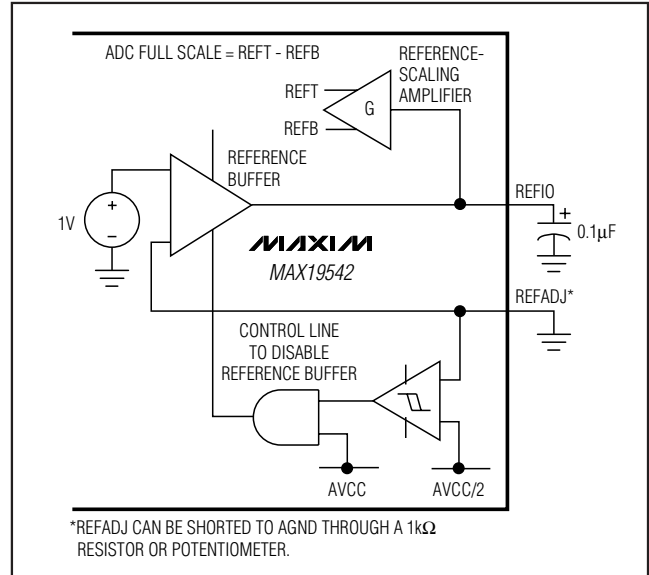 ADC FULL SCALE = REFT - REFB
REFERENCE-
SCALING
AMPLIFIER
REFT
REFB
G
REFERENCE
BUFFER
REFIO
1V
+
−
+
0.1µF
MAXIM
MAX19542
REFADJ*
CONTROL LINE
TO DISABLE
REFERENCE BUFFER
AVCC
AVCC/2
*REFADJ CAN BE SHORTED TO AGND THROUGH A 1kΩ
RESISTOR OR POTENTIOMETER.